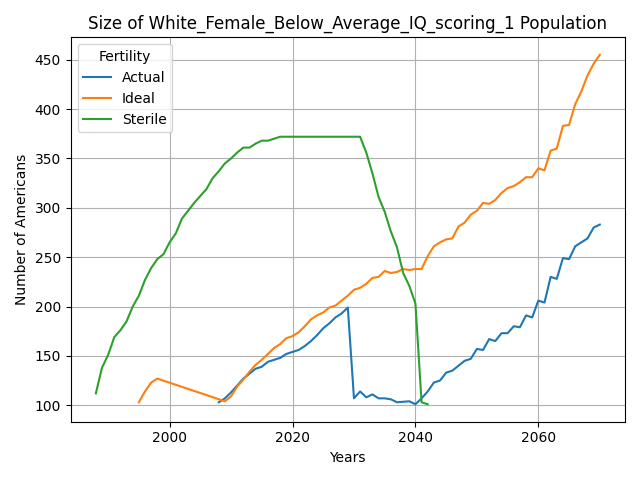 Size of White_Female_Below_Average_IQ_scoring_1 Population
Fertility
Actual
Ideal
Sterile
450
400
350
300
250
200
150
100
Number of Americans
2000
2020
2040
2060
Years